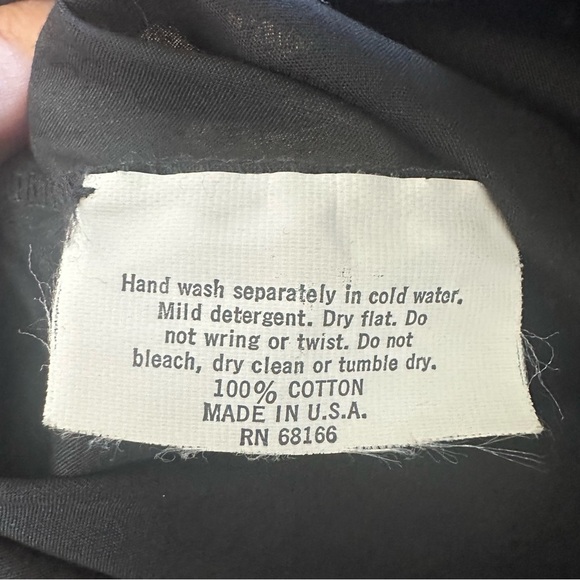 Hand wash separately in cold water.
Mild detergent. Dry flat. Do
not wring or twist. Do not
bleach, dry clean or tumble dry.
100% COTTON
MADE IN U.S.A.
RN 68166